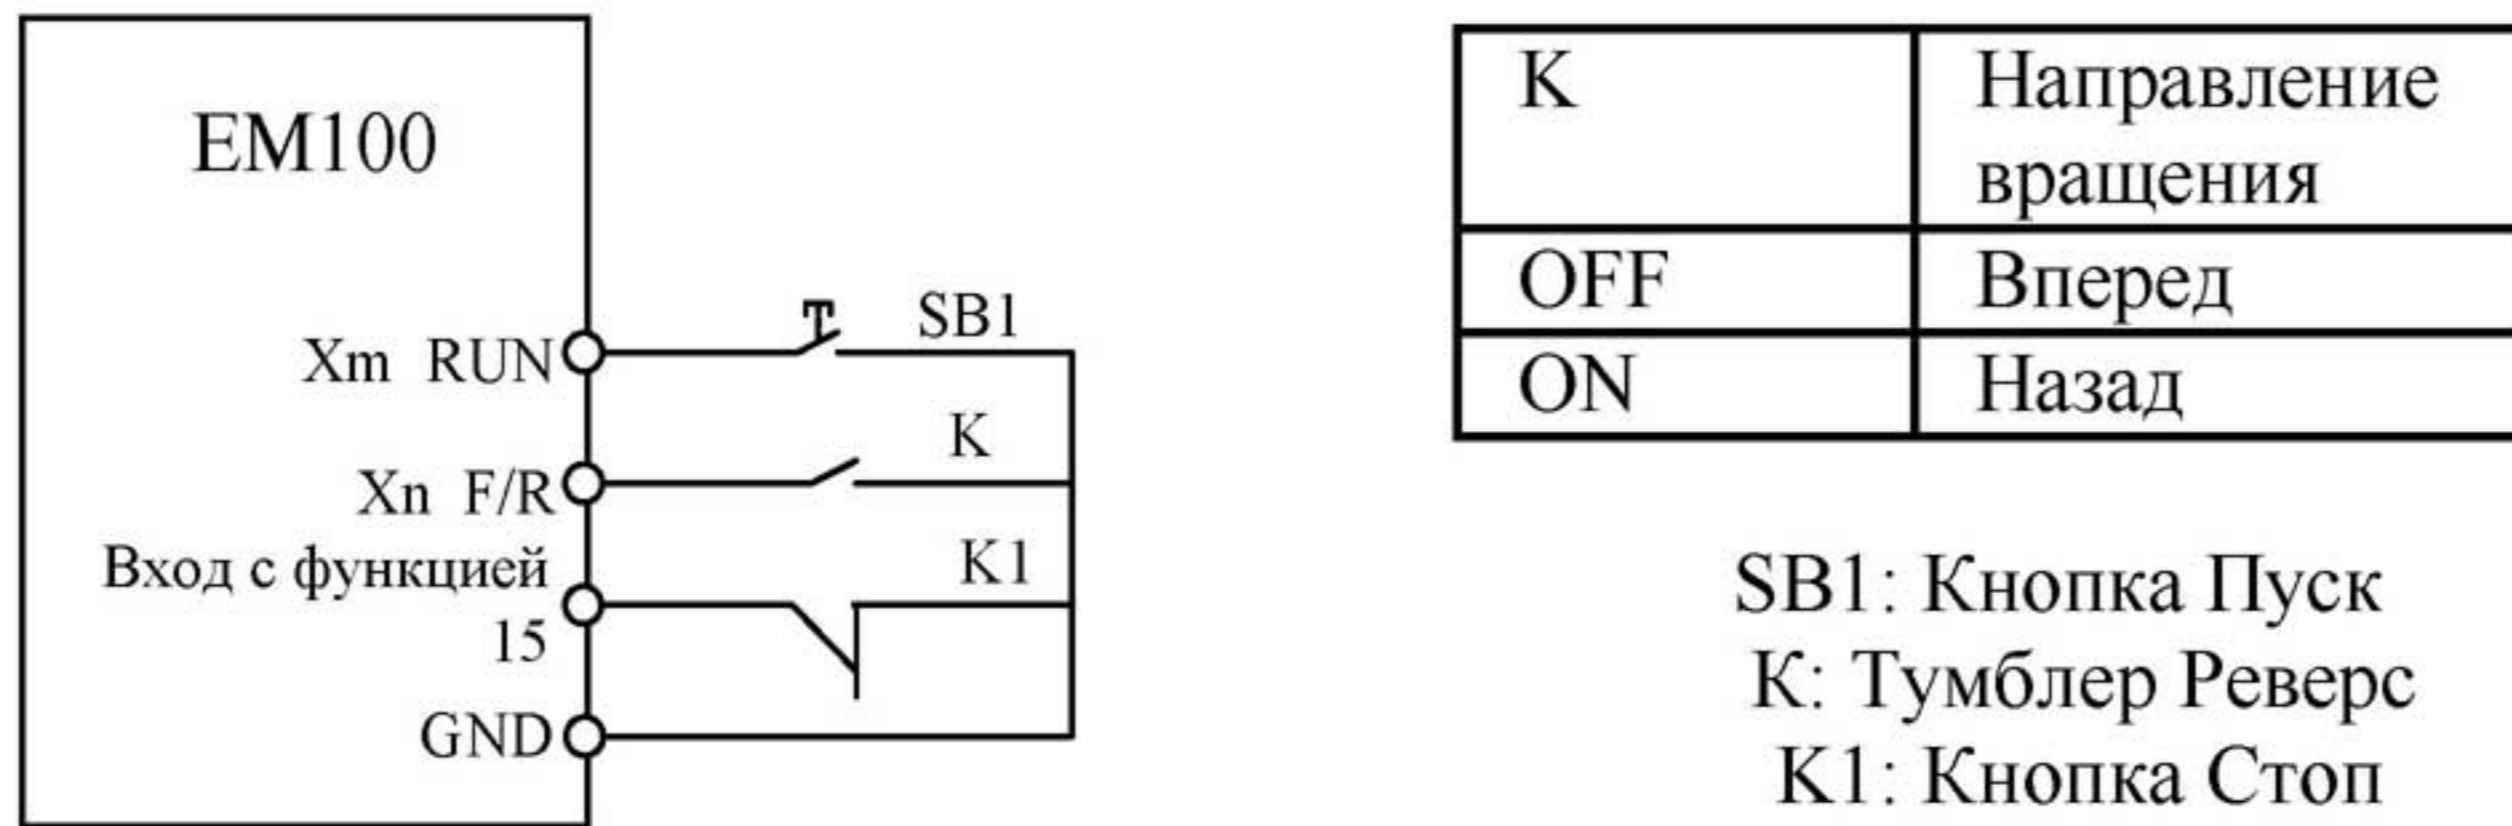 EM100
Xm RUN
SB1
Xn F/R
K
Вход с функцией
15
K1
GND
K
Направление
вращения
OFF
Вперед
ON
Назад
SB1: Кнопка Пуск
К: Тумблер Реверс
К1: Кнопка Стоп